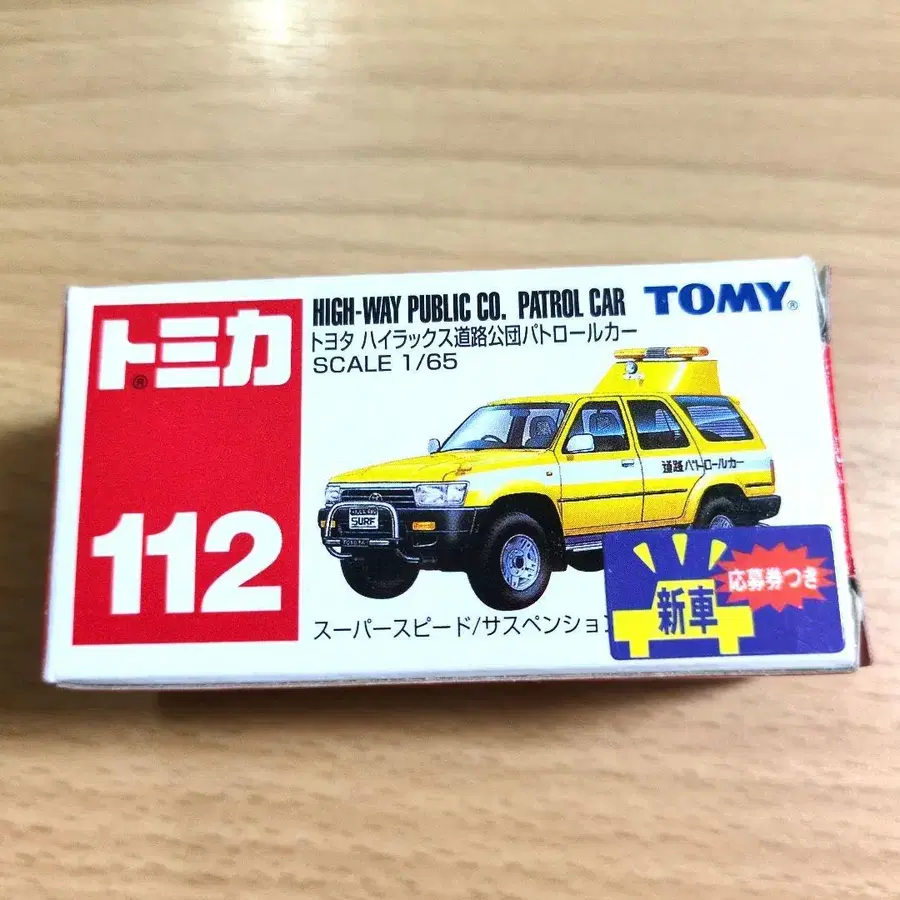 トミカ®
112
HIGH-WAY PUBLIC CO. PATROL CAR
TOMY®
トヨタ ハイラックス道路公団パトロールカー
SCALE 1/65
道路パトロールカー
SURF
スーパースピード/サスペンション
新車
応募券つき